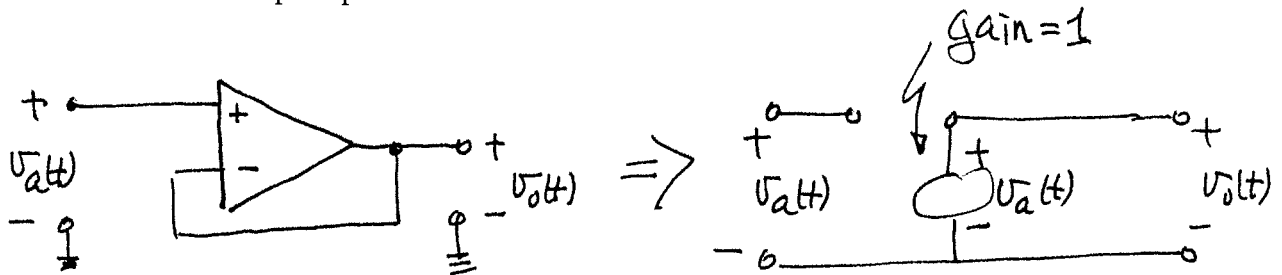 gain=1
+ + + + + +
va(t) - vo(t) => va(t) va(t) vo(t)
- - - - -